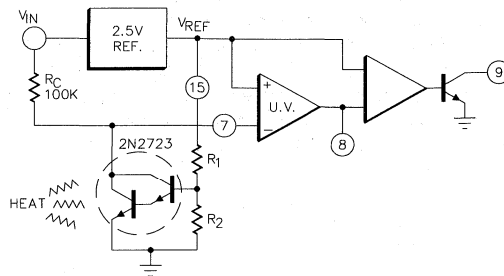 VIN
2.5V
REF.
VREF
RC
100K
15
+
U.V.
−
7
8
9
2N2723
R1
R2
HEAT